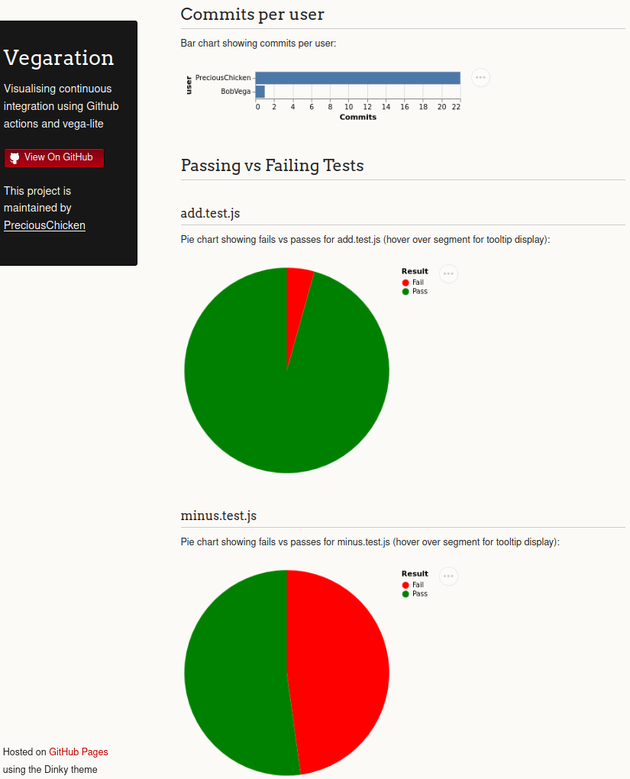 Vegaration
Visualising continuous
integration using Github
actions and vega-lite
View On GitHub
This project is
maintained by
PreciousChicken
Commits per user
Bar chart showing commits per user:
user
PreciousChicken
BobVega
0 2 4 6 8 10 12 14 16 18 20 22
Commits
Passing vs Failing Tests
add.test.js
Pie chart showing fails vs passes for add.test.js (hover over segment for tooltip display):
Result
Fail
Pass
minus.test.js
Pie chart showing fails vs passes for minus.test.js (hover over segment for tooltip display):
Result
Fail
Pass
Hosted on GitHub Pages
using the Dinky theme